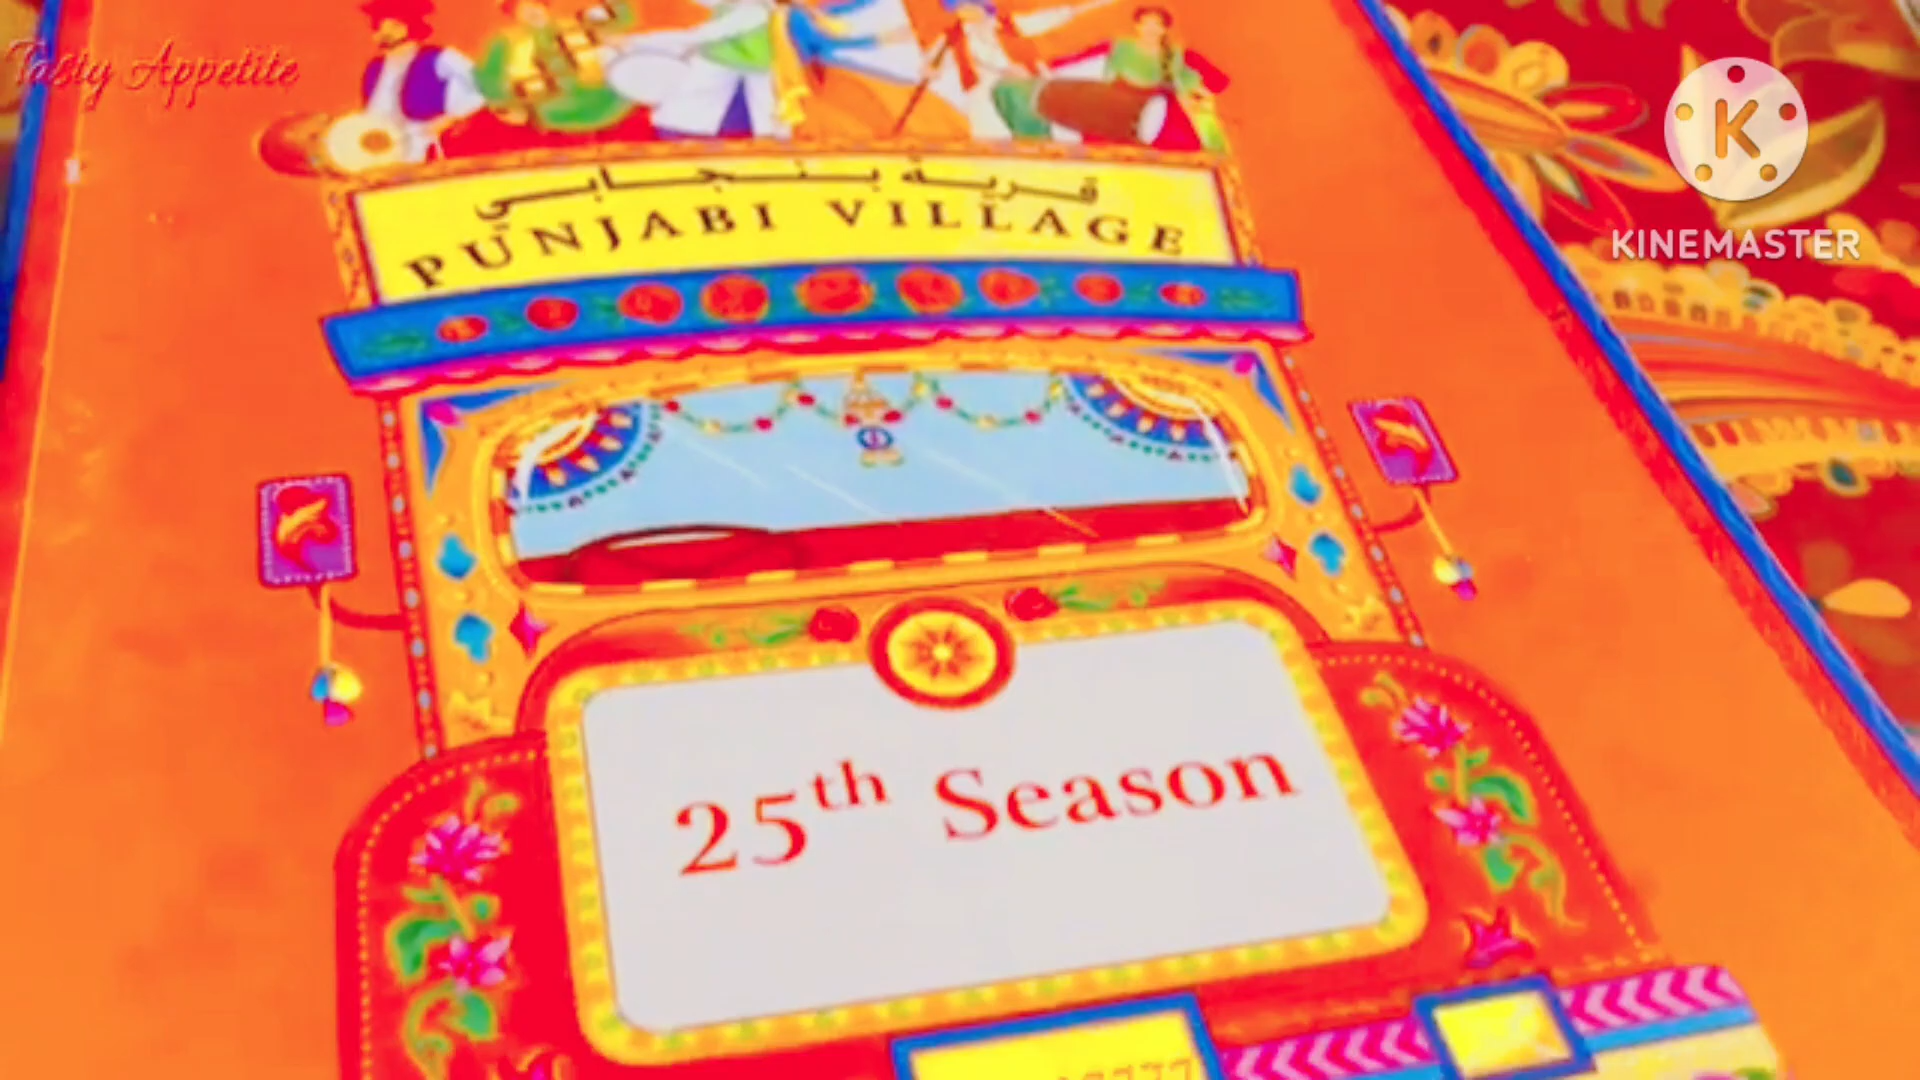 Tasty Appetite
K
KINEMASTER
قرية بنجابي
PUNJABI VILLAGE
25th Season